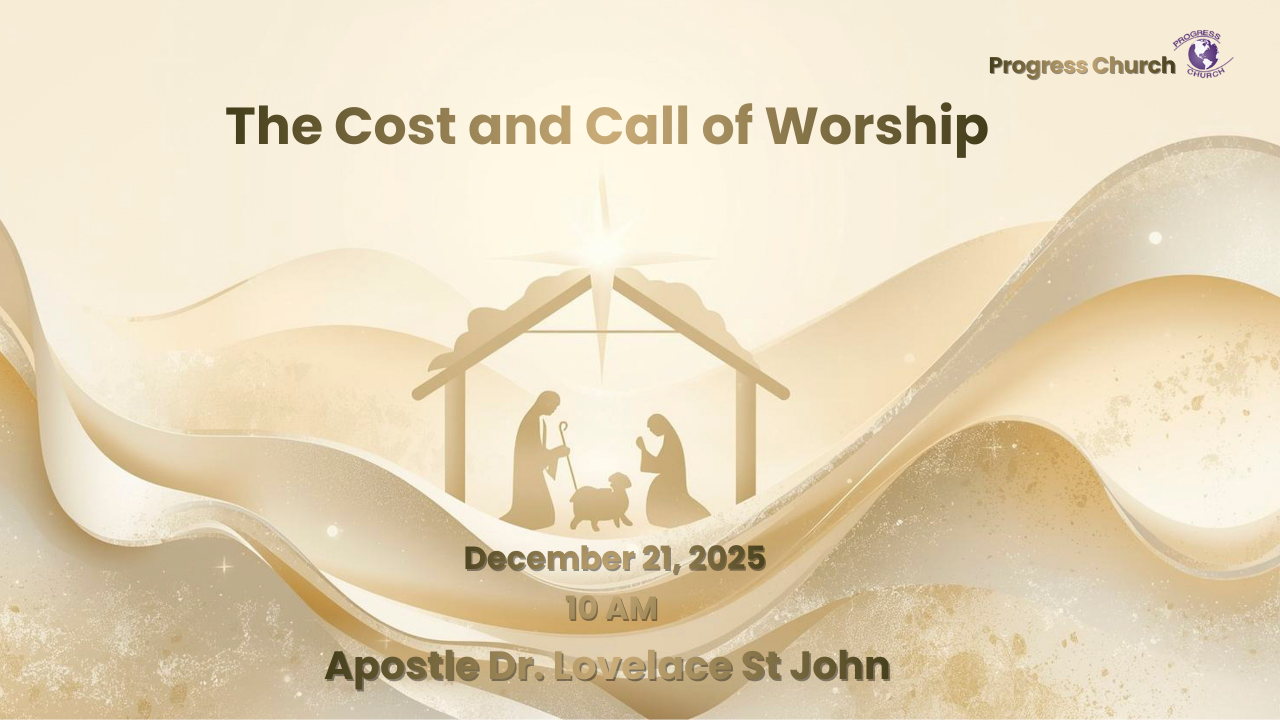 Progress Church
PROGRESS
CHURCH
The Cost and Call of Worship
December 21, 2025
10 AM
Apostle Dr. Lovelace St John